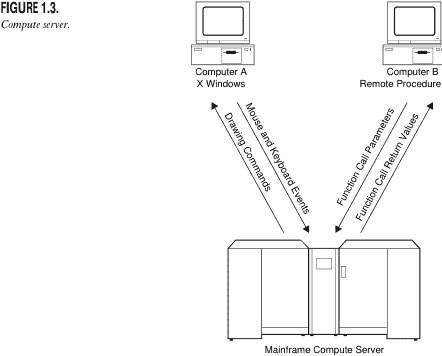 FIGURE 1.3.
Compute server.
Computer A
X Windows
Computer B
Remote Procedure
Drawing Commands
Mouse and Keyboard Events
Function Call Parameters
Function Call Return Values
Mainframe Compute Server